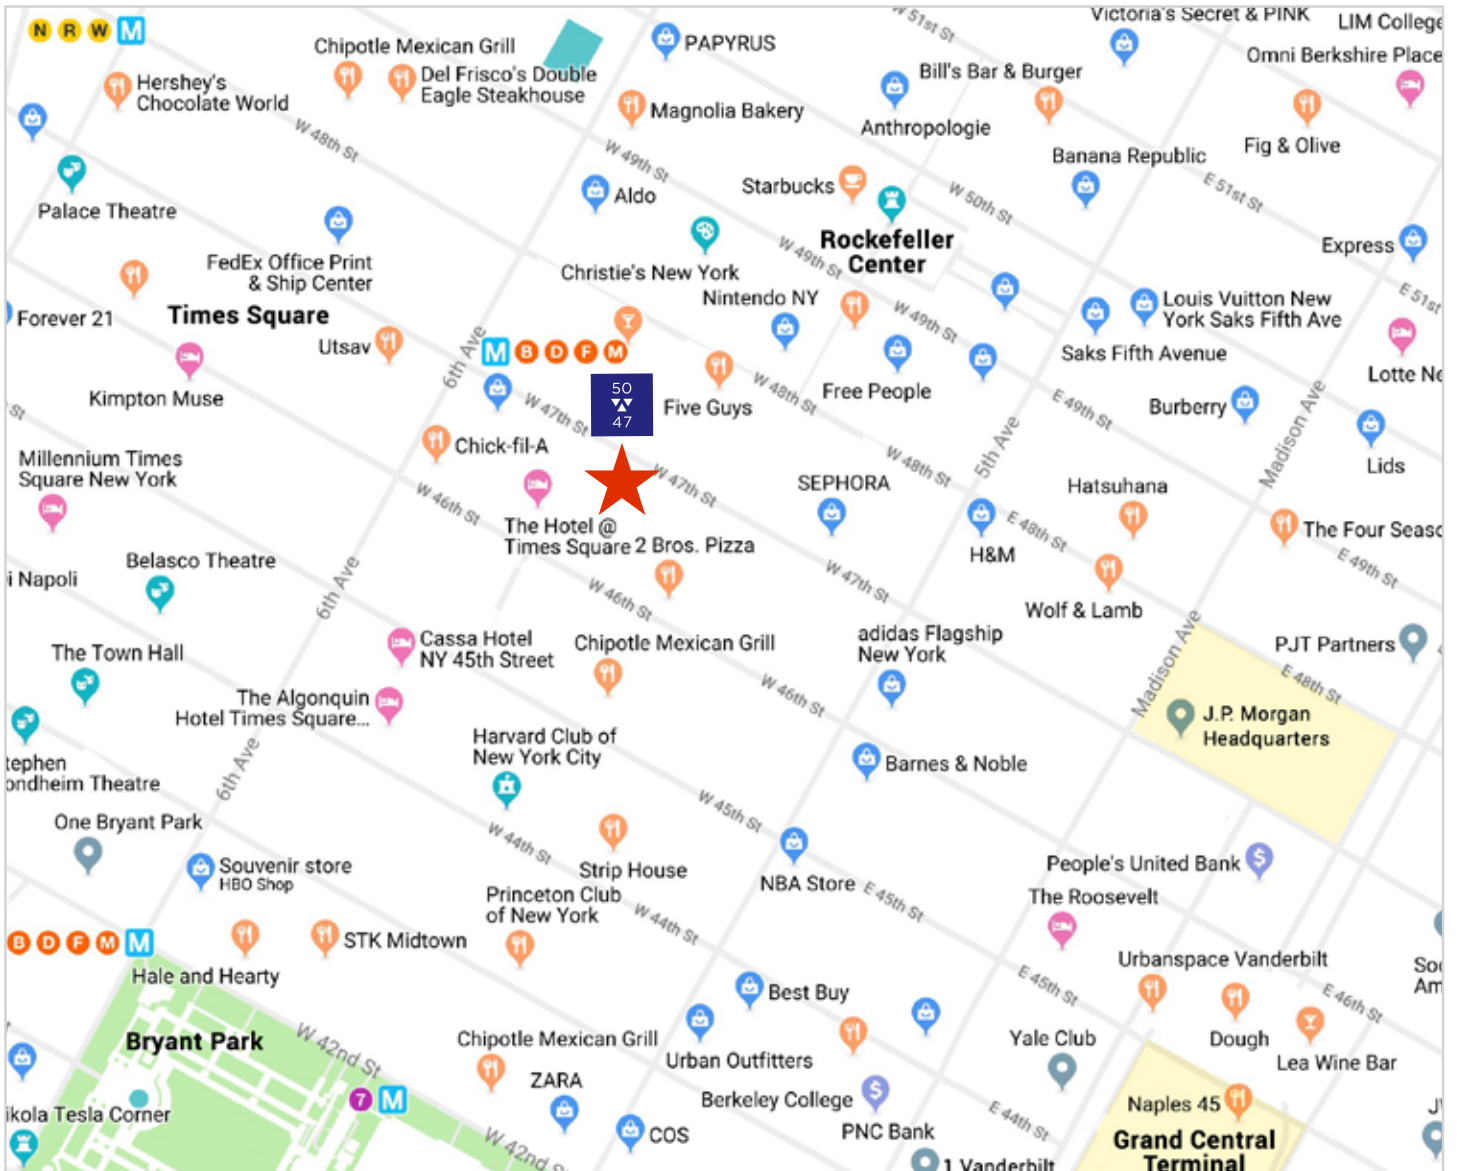 N R W M
Hershey's
Chocolate World
Chipotle Mexican Grill
Del Frisco's Double
Eagle Steakhouse
PAPYRUS
W 51st St
Victoria's Secret & PINK
LIM College
Omni Berkshire Place
Bill's Bar & Burger
Magnolia Bakery
Anthropologie
Fig & Olive
W 48th St
W 49th St
Banana Republic
E 51st St
Palace Theatre
Aldo
Starbucks
W 50th St
Rockefeller
Center
Express
FedEx Office Print
& Ship Center
Christie's New York
W 49th St
Nintendo NY
W 49th St
Louis Vuitton New
York Saks Fifth Ave
E 51st
Forever 21
Times Square
Utsav
6th Ave
M B D F M
Saks Fifth Avenue
Lotte Ne
Kimpton Muse
50
47
Five Guys
W 48th St
Free People
E 49th St
Burberry
Madison Ave
St
W 47th St
Chick-fil-A
5th Ave
Lids
Millennium Times
Square New York
W 46th St
W 47th St
SEPHORA
W 48th St
Hatsuhana
The Hotel @
Times Square
2 Bros. Pizza
H&M
E 48th St
The Four Seaso
E 49th St
Belasco Theatre
i Napoli
6th Ave
W 46th St
W 47th St
Wolf & Lamb
The Town Hall
Cassa Hotel
NY 45th Street
Chipotle Mexican Grill
adidas Flagship
New York
Madison Ave
PJT Partners
E 48th St
The Algonquin
Hotel Times Square...
W 46th St
J.P. Morgan
Headquarters
tephen
ondheim Theatre
6th Ave
Harvard Club of
New York City
Barnes & Noble
One Bryant Park
W 45th St
W 44th St
Souvenir store
HBO Shop
Strip House
NBA Store
E 45th St
People's United Bank
The Roosevelt
Princeton Club
of New York
W 44th St
B D F M M
STK Midtown
Hale and Hearty
Urbanspace Vanderbilt
Soc
Am
Best Buy
E 45th St
E 46th St
Bryant Park
W 42nd St
Chipotle Mexican Grill
Urban Outfitters
Yale Club
Dough
Lea Wine Bar
ZARA
7 M
Berkeley College
Naples 45
ikola Tesla Corner
COS
PNC Bank
E 44th St
W 42nd S
Grand Central
Terminal
1 Vanderbilt